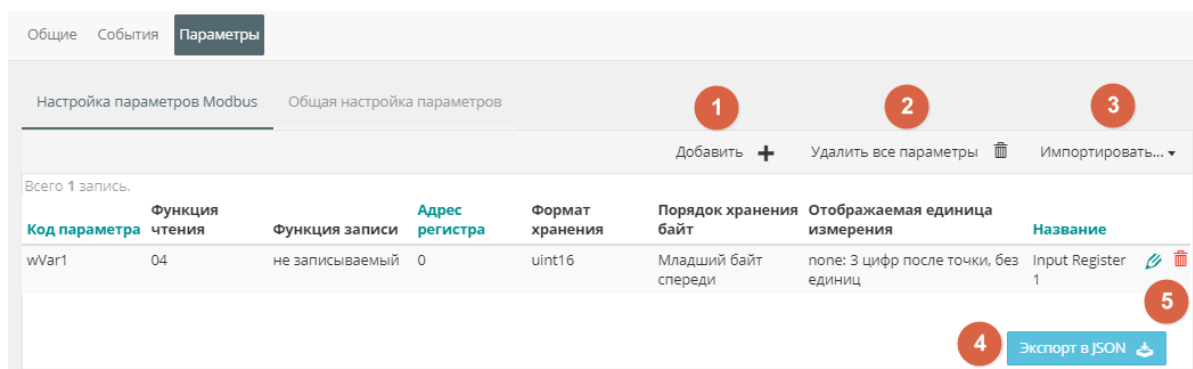 Общие События Параметры
Настройка параметров Modbus Общая настройка параметров
1 2 3
Добавить Удалить все параметры Импортировать...
Всего 1 запись.
Код параметра Функция чтения Функция записи Адрес регистра Формат хранения Порядок хранения байт Отображаемая единица измерения Название
wVar1 04 не записываемый 0 uint16 Младший байт спереди none: 3 цифр после точки, без единиц Input Register 1
5
4 Экспорт в JSON